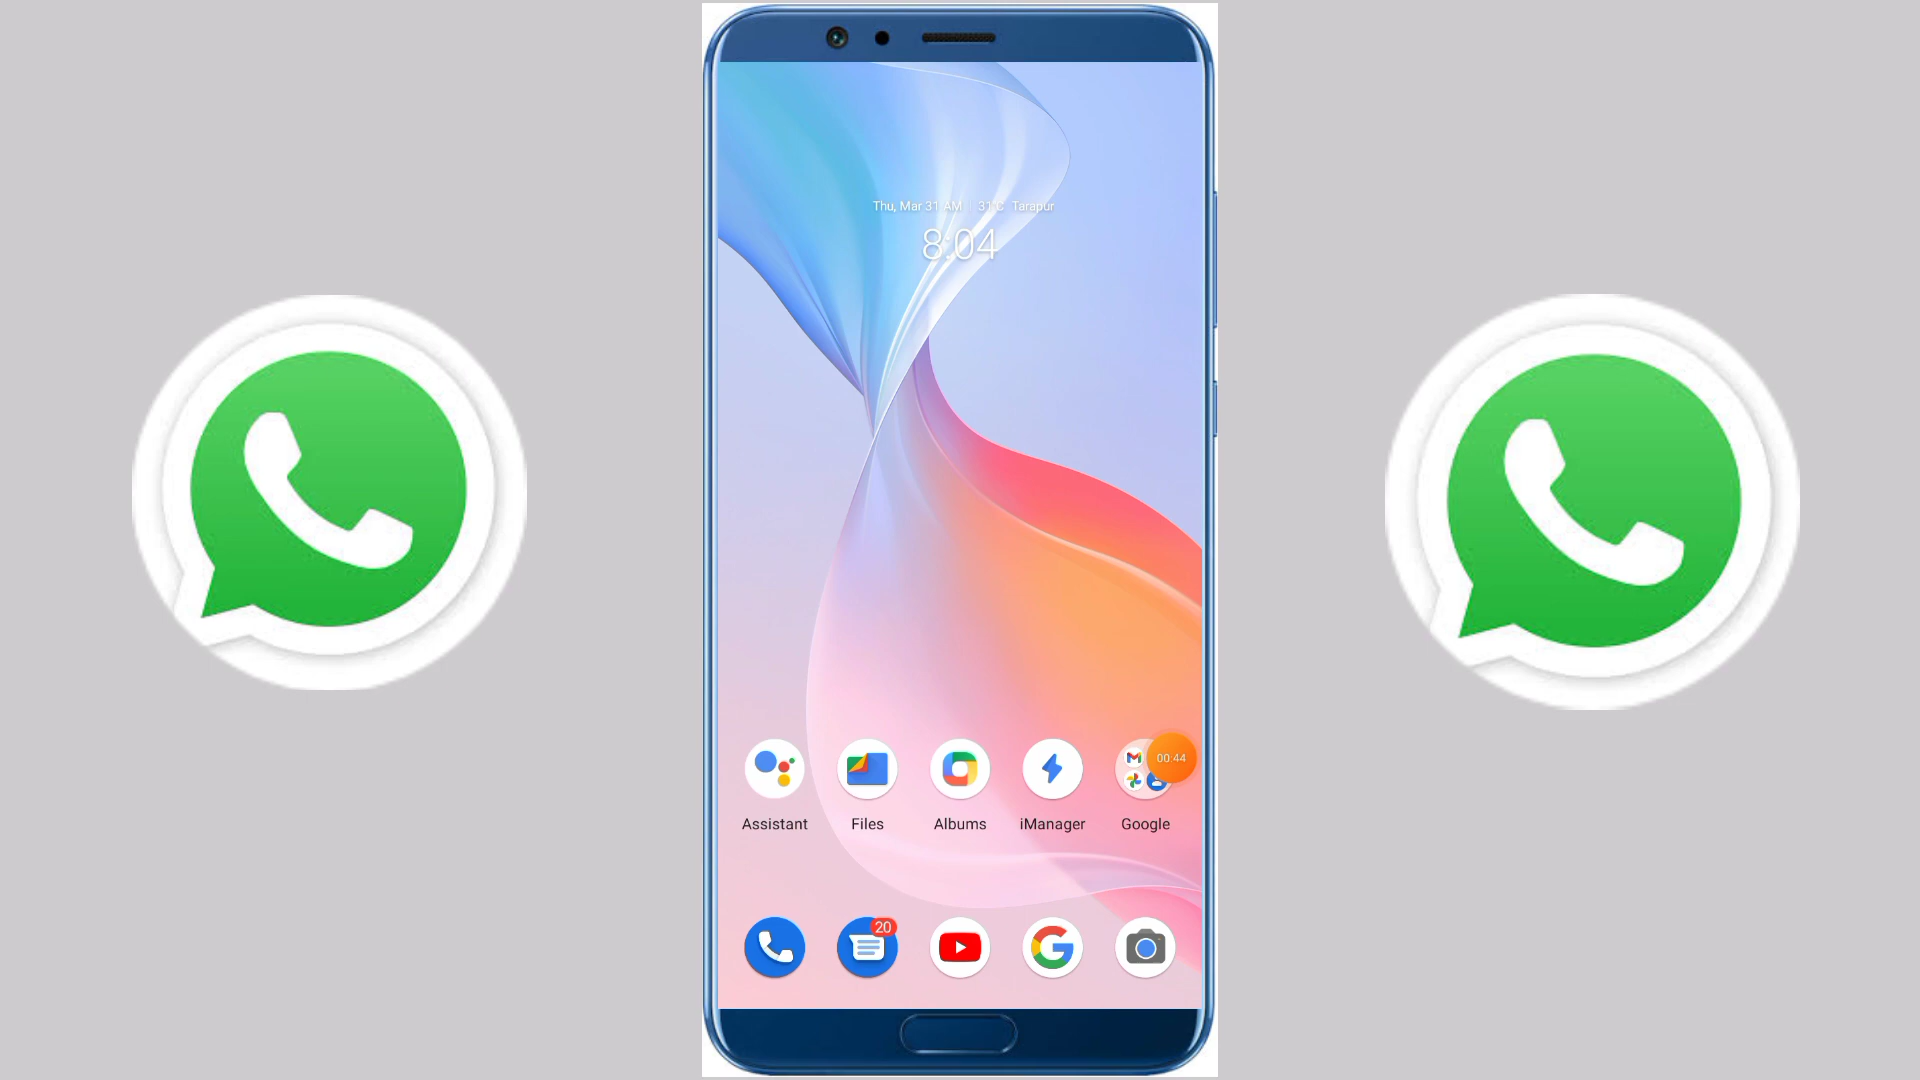 Thu, Mar 31 AM | 31°C Tarapur
8:04
00:44
Assistant Files Albums iManager Google
20